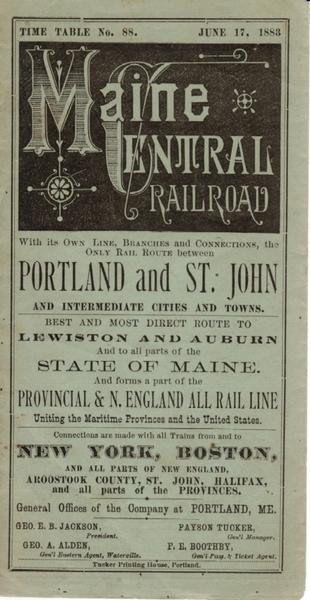 TIME TABLE No. 88. JUNE 17, 1883
Maine
CENTRAL
RAILROAD
With its OWN LINE, BRANCHES and CONNECTIONS, the
ONLY RAIL ROUTE between
PORTLAND and ST. JOHN
AND INTERMEDIATE CITIES AND TOWNS.
BEST AND MOST DIRECT ROUTE TO
LEWISTON AND AUBURN
And to all parts of the
STATE OF MAINE.
And forms a part of the
PROVINCIAL & N. ENGLAND ALL RAIL LINE
Uniting the Maritime Provinces and the United States.
Connections are made with all Trains from and to
NEW YORK, BOSTON,
AND ALL PARTS OF NEW ENGLAND,
AROOSTOOK COUNTY, ST. JOHN, HALIFAX,
and all parts of the PROVINCES.
General Offices of the Company at PORTLAND, ME.
GEO. E. B. JACKSON, PAYSON TUCKER,
President. Gen'l Manager.
GEO. A. ALDEN, F. E. BOOTHBY,
Gen'l Eastern Agent, Waterville. Gen'l Pass. & Ticket Agent.
Tucker Printing House, Portland.